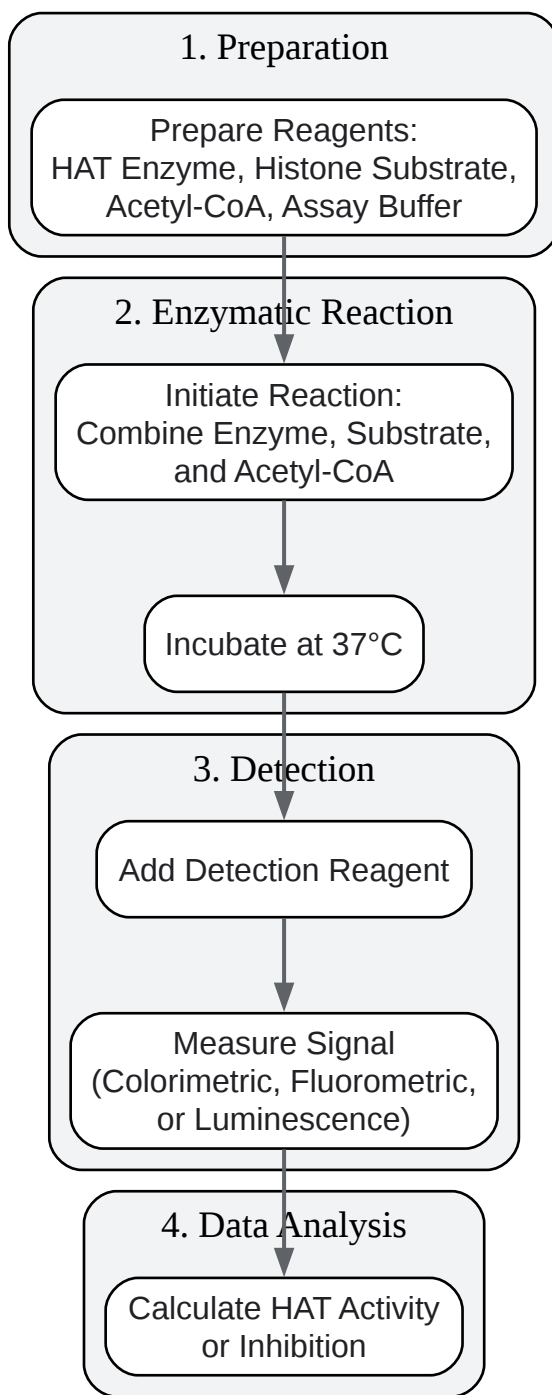 1. Preparation
Prepare Reagents:
HAT Enzyme, Histone Substrate,
Acetyl-CoA, Assay Buffer
2. Enzymatic Reaction
Initiate Reaction:
Combine Enzyme, Substrate,
and Acetyl-CoA
Incubate at 37°C
3. Detection
Add Detection Reagent
Measure Signal
(Colorimetric, Fluorometric,
or Luminescence)
4. Data Analysis
Calculate HAT Activity
or Inhibition